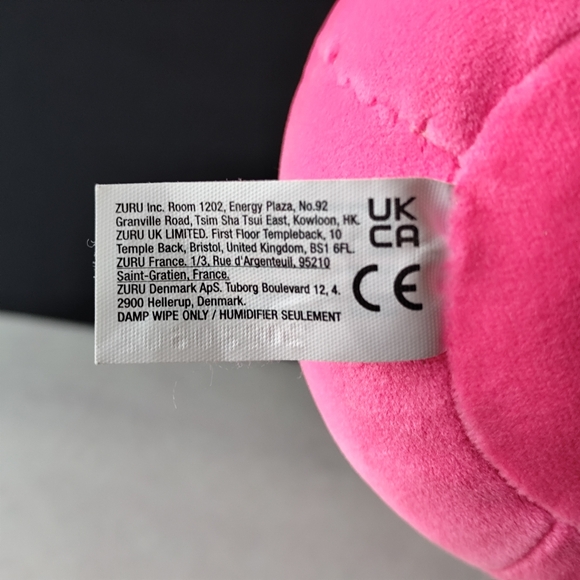 ZURU Inc. Room 1202, Energy Plaza, No.92
Granville Road, Tsim Sha Tsui East, Kowloon, HK.
ZURU UK LIMITED. First Floor Templeback, 10
Temple Back, Bristol, United Kingdom, BS1 6FL.
ZURU France. 1/3, Rue d'Argenteuil, 95210
Saint-Gratien, France.
ZURU Denmark ApS. Tuborg Boulevard 12, 4.
2900 Hellerup, Denmark.
DAMP WIPE ONLY / HUMIDIFIER SEULEMENT
UK
CA
CE